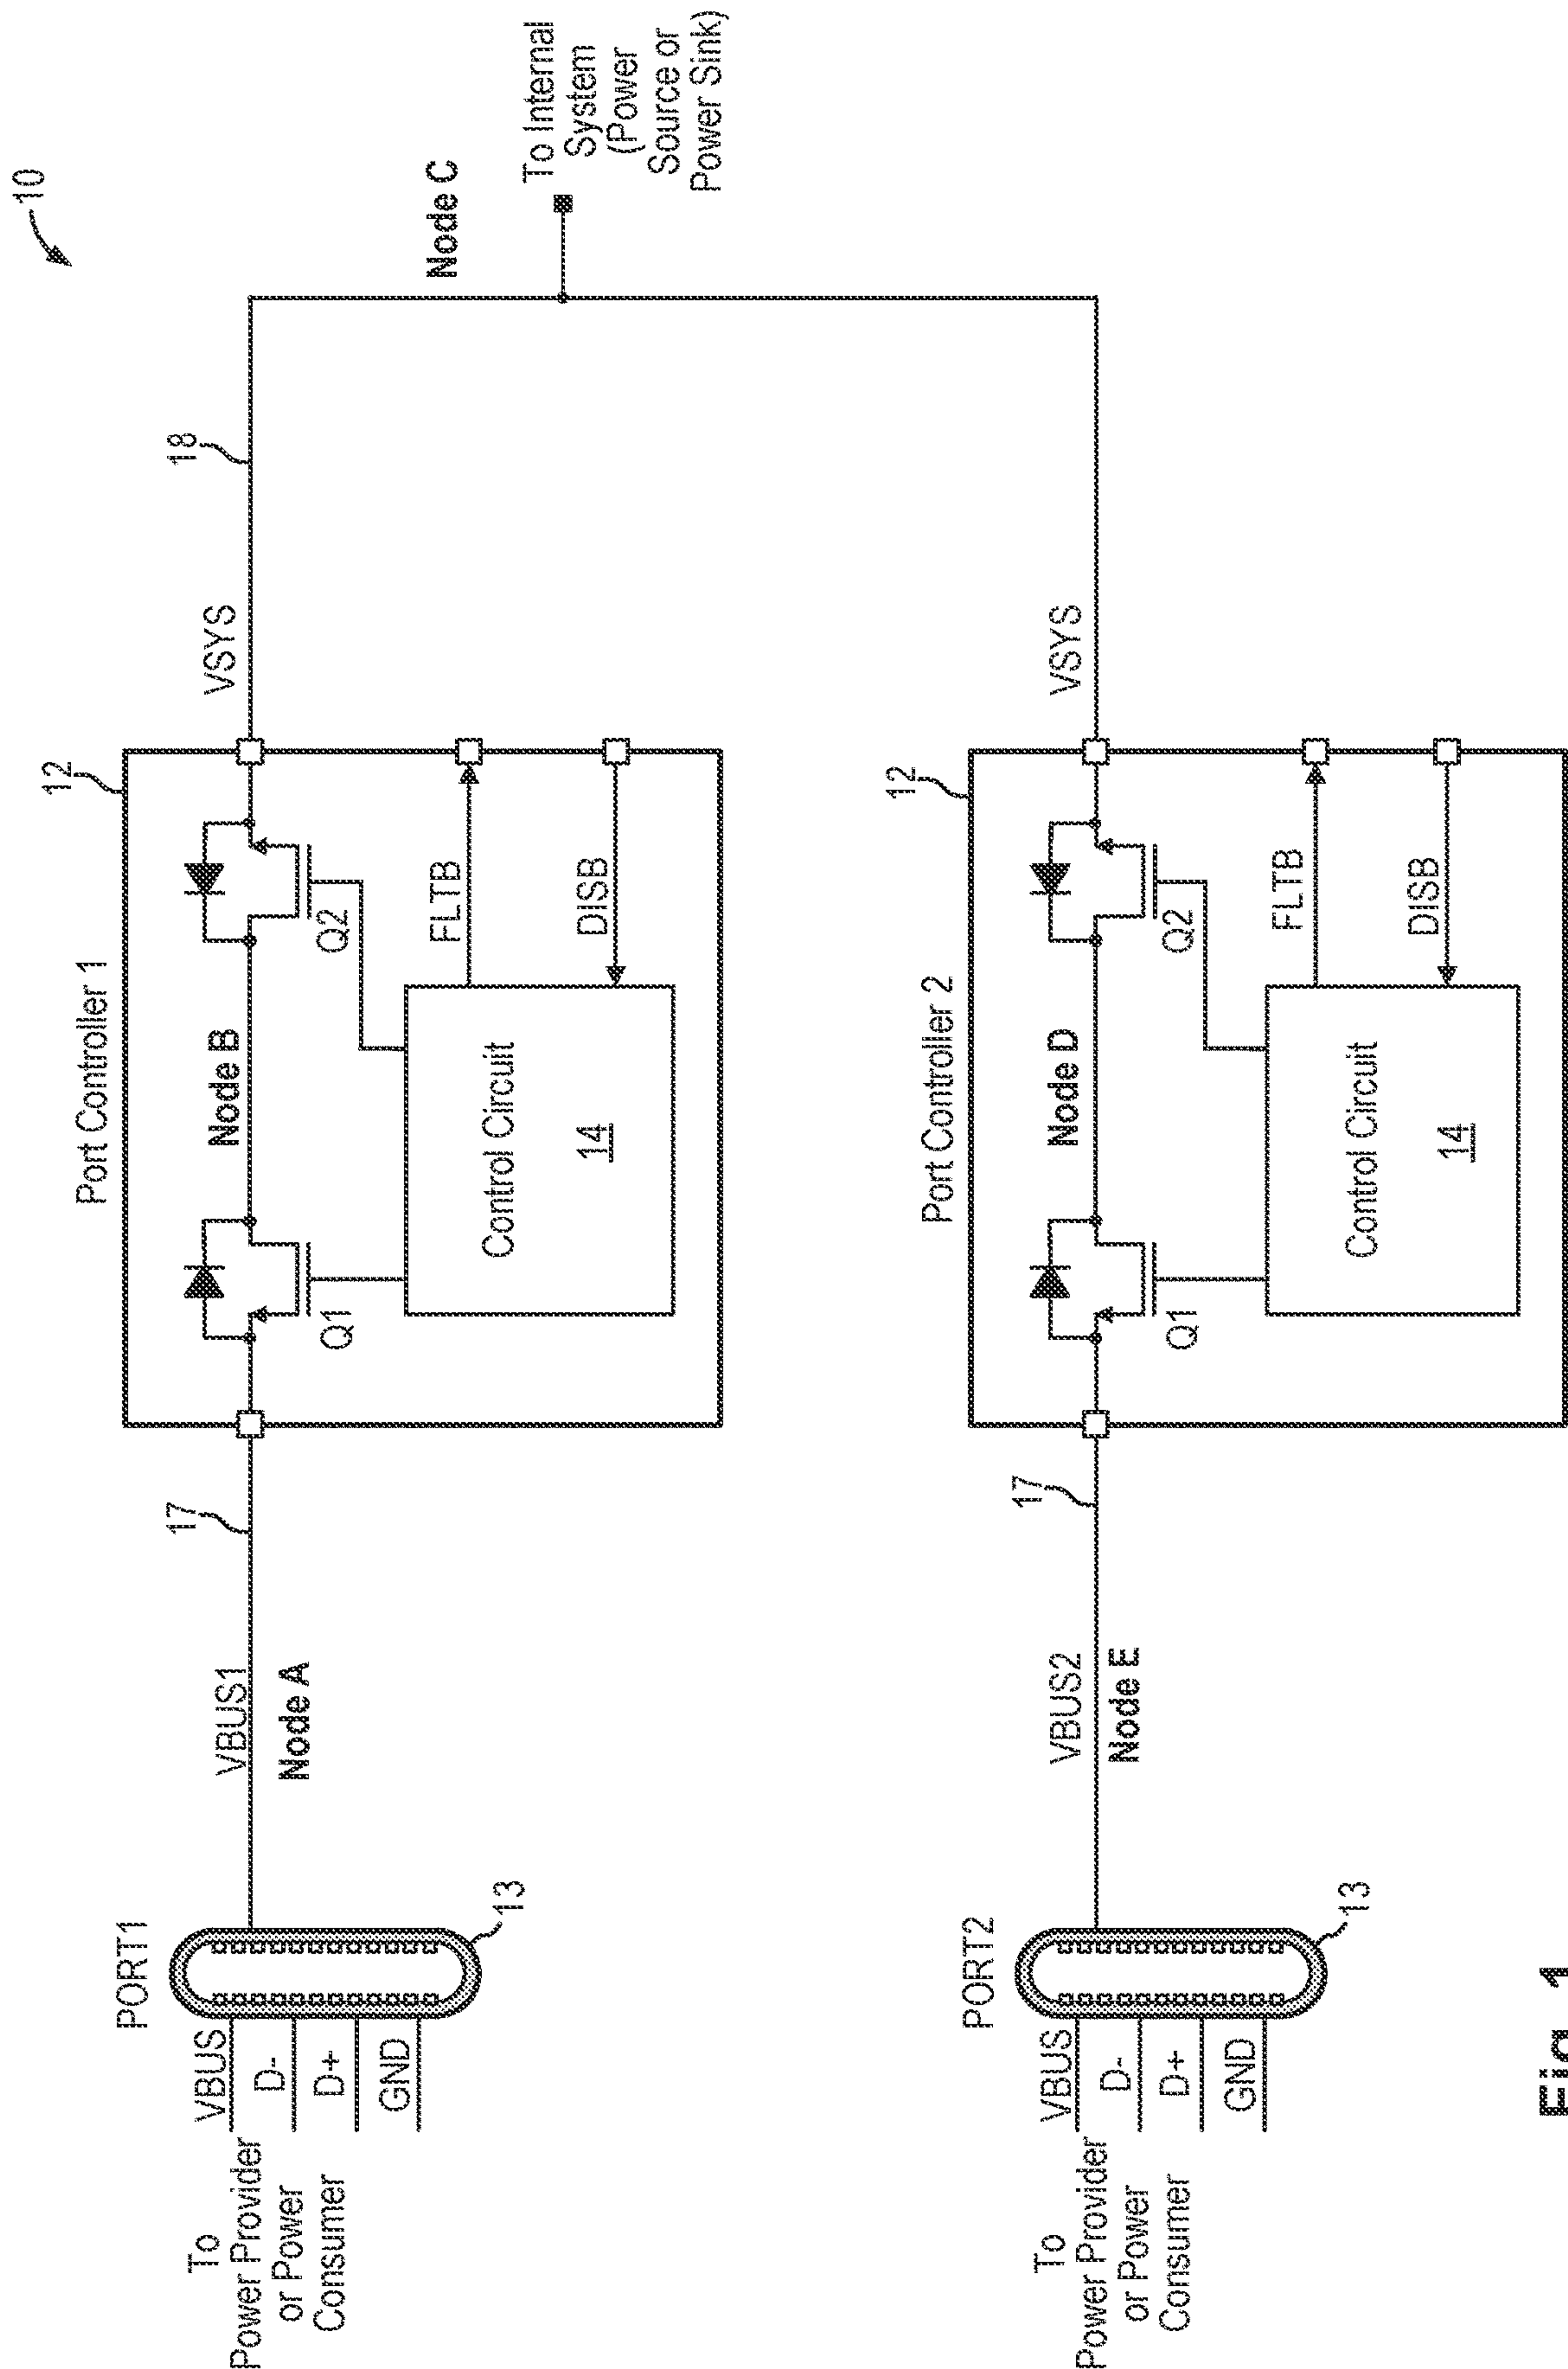 10
PORT1
To
Power Provider
or Power
Consumer
VBUS
D-
D+
GND
13
VBUS1
Node A
17
Port Controller 1
12
Node B
Q1
Q2
Control Circuit
14
FLTB
DISB
VSYS
18
Node C
To Internal
System
(Power
Source or
Power Sink)
PORT2
To
Power Provider
or Power
Consumer
VBUS
D-
D+
GND
13
VBUS2
Node E
17
Port Controller 2
12
Node D
Q1
Q2
Control Circuit
14
FLTB
DISB
VSYS
Fig. 1